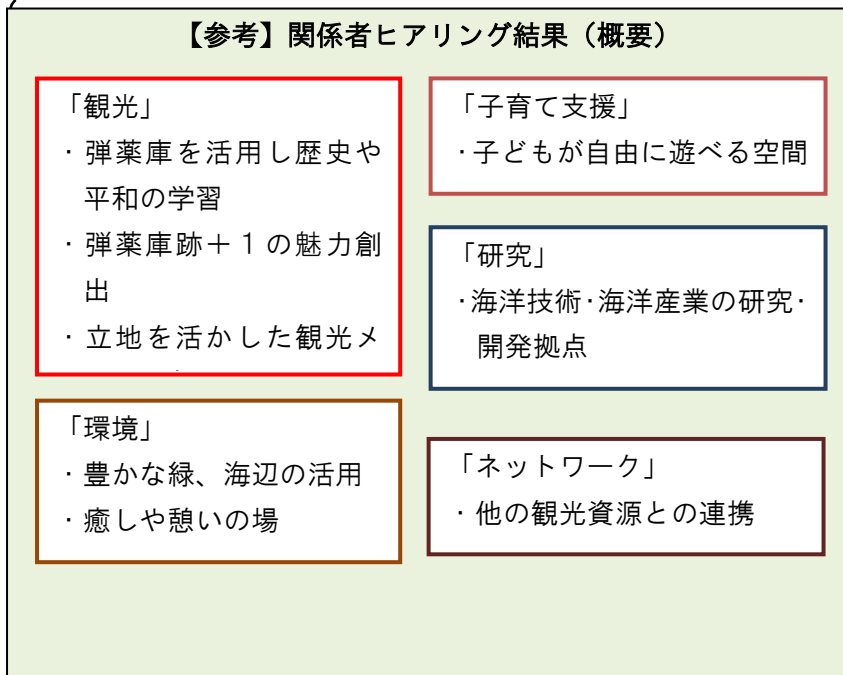 【参考】関係者ヒアリング結果（概要）
「観光」
・弾薬庫を活用し歴史や
平和の学習
・弾薬庫跡＋１の魅力創
出
・立地を活かした観光メ
「環境」
・豊かな緑、海辺の活用
・癒しや憩いの場
「子育て支援」
・子どもが自由に遊べる空間
「研究」
・海洋技術・海洋産業の研究・
開発拠点
「ネットワーク」
・他の観光資源との連携